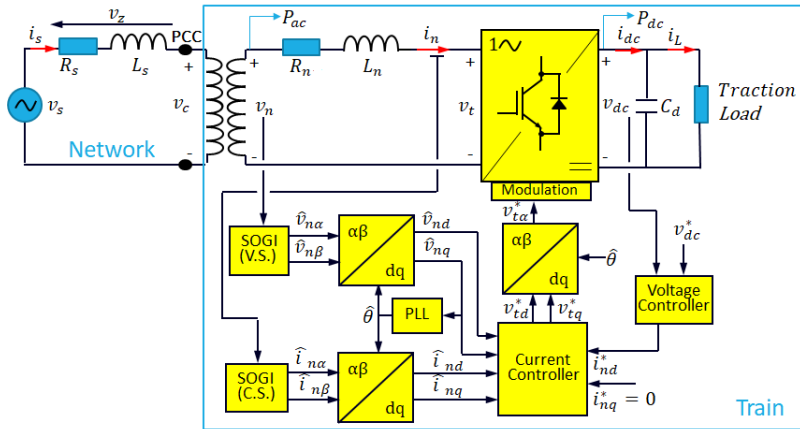 v_z
P_ac
P_dc
i_s
PCC
i_n
i_dc
i_L
R_s
L_s
R_n
L_n
1
+
+
+
+
v_s
v_c
v_n
v_t
v_dc
C_d
Traction
Load
Network
-
-
-
-
Modulation
v*_tα
v*_dc
SOGI
(V.S.)
v̂_nα
v̂_nβ
αβ
dq
v̂_nd
v̂_nq
αβ
dq
θ̂
Voltage
Controller
θ̂
PLL
v*_td
v*_tq
SOGI
(C.S.)
î_nα
î_nβ
αβ
dq
î_nd
î_nq
Current
Controller
i*_nd
i*_nq = 0
Train